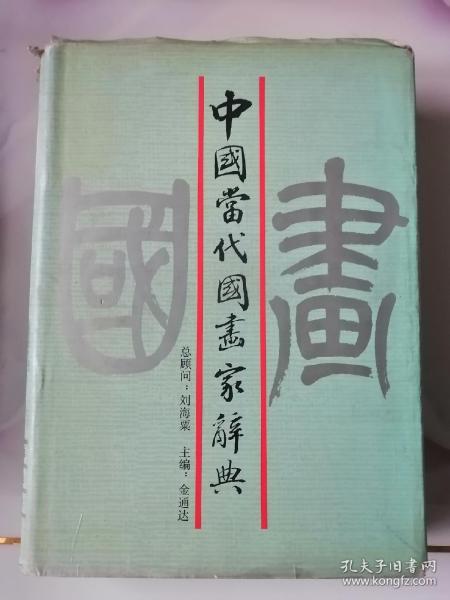 中國當代國畫家辭典
總顾问：刘海粟 主编：金通达
國畫
孔夫子旧书网
www.kongfz.com